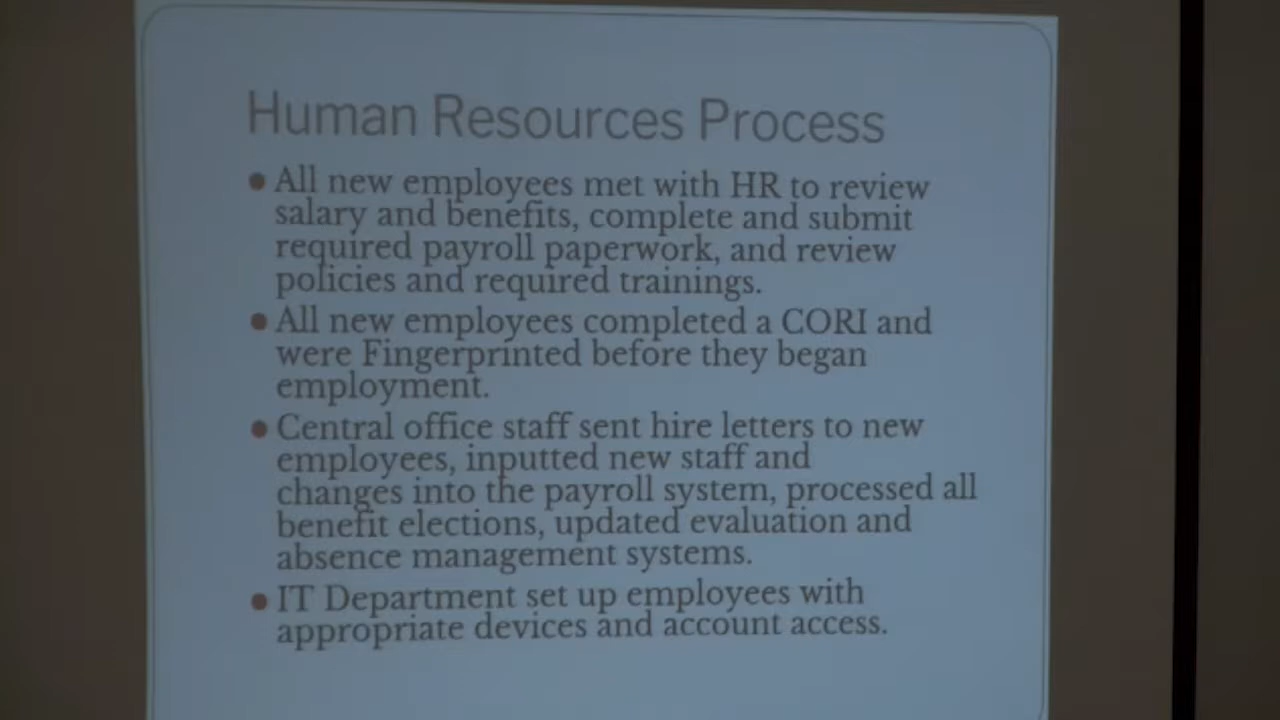 Human Resources Process
• All new employees met with HR to review
salary and benefits, complete and submit
required payroll paperwork, and review
policies and required trainings.
• All new employees completed a CORI and
were Fingerprinted before they began
employment.
• Central office staff sent hire letters to new
employees, inputted new staff and
changes into the payroll system, processed all
benefit elections, updated evaluation and
absence management systems.
• IT Department set up employees with
appropriate devices and account access.